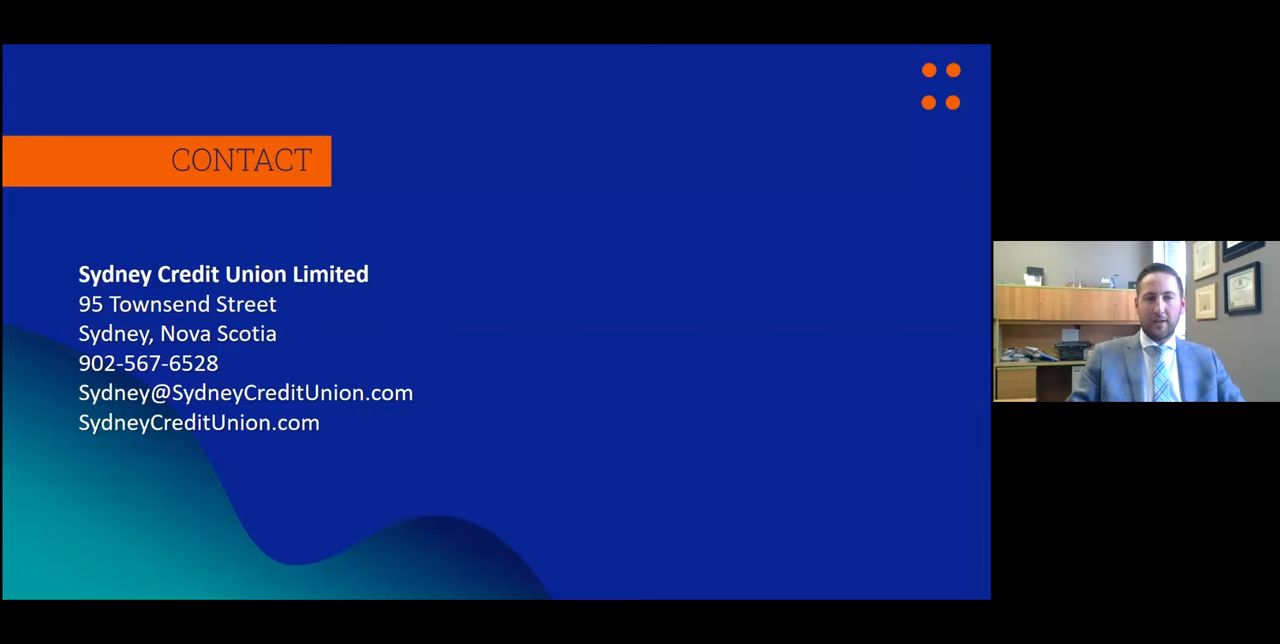 CONTACT
Sydney Credit Union Limited
95 Townsend Street
Sydney, Nova Scotia
902-567-6528
Sydney@SydneyCreditUnion.com
SydneyCreditUnion.com